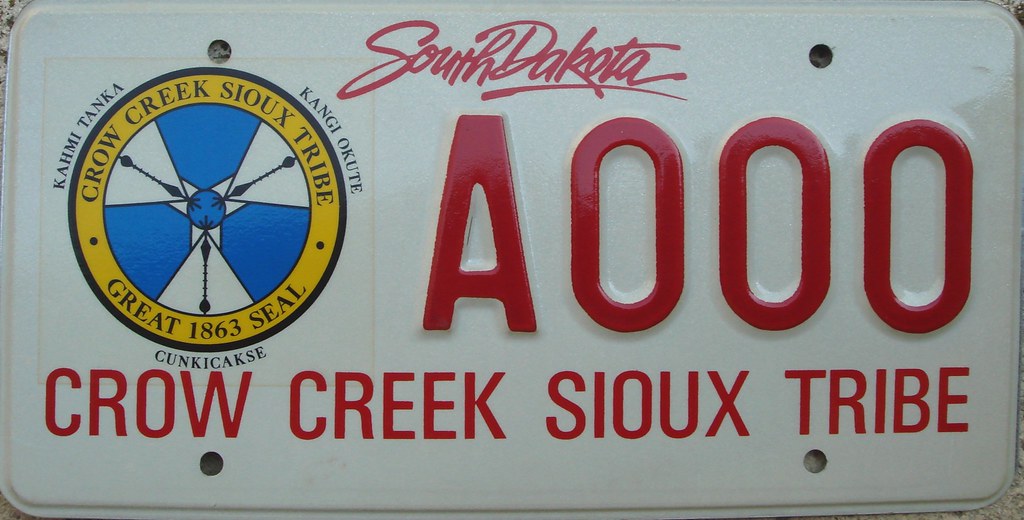 South Dakota
KAHMI TANKA
KANGI OKUTE
CROW CREEK SIOUX TRIBE
GREAT 1863 SEAL
CUNKICAKSE
A000
CROW CREEK SIOUX TRIBE